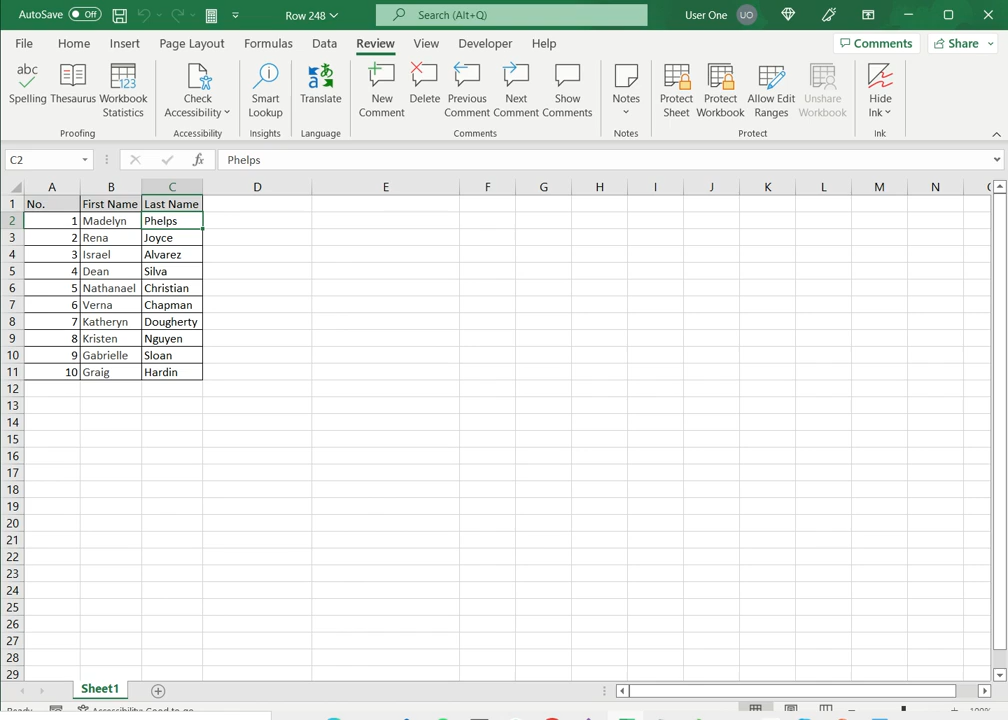 AutoSave Off Row 248 Search (Alt+Q) User One UO
File Home Insert Page Layout Formulas Data Review View Developer Help Comments Share
abc
Spelling Thesaurus Workbook Statistics Check Accessibility Smart Lookup Translate New Comment Delete Previous Comment Next Comment Show Comments Notes Protect Sheet Protect Workbook Allow Edit Ranges Unshare Workbook Hide Ink
Proofing Accessibility Insights Language Comments Notes Protect Ink
C2 fx Phelps
A B C D E F G H I J K L M N
1 No. First Name Last Name
2 1 Madelyn Phelps
3 2 Rena Joyce
4 3 Israel Alvarez
5 4 Dean Silva
6 5 Nathanael Christian
7 6 Verna Chapman
8 7 Katheryn Dougherty
9 8 Kristen Nguyen
10 9 Gabrielle Sloan
11 10 Graig Hardin
12
13
14
15
16
17
18
19
20
21
22
23
24
25
26
27
28
29
Sheet1